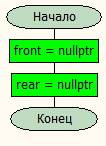 Начало
front = nullptr
rear = nullptr
Конец